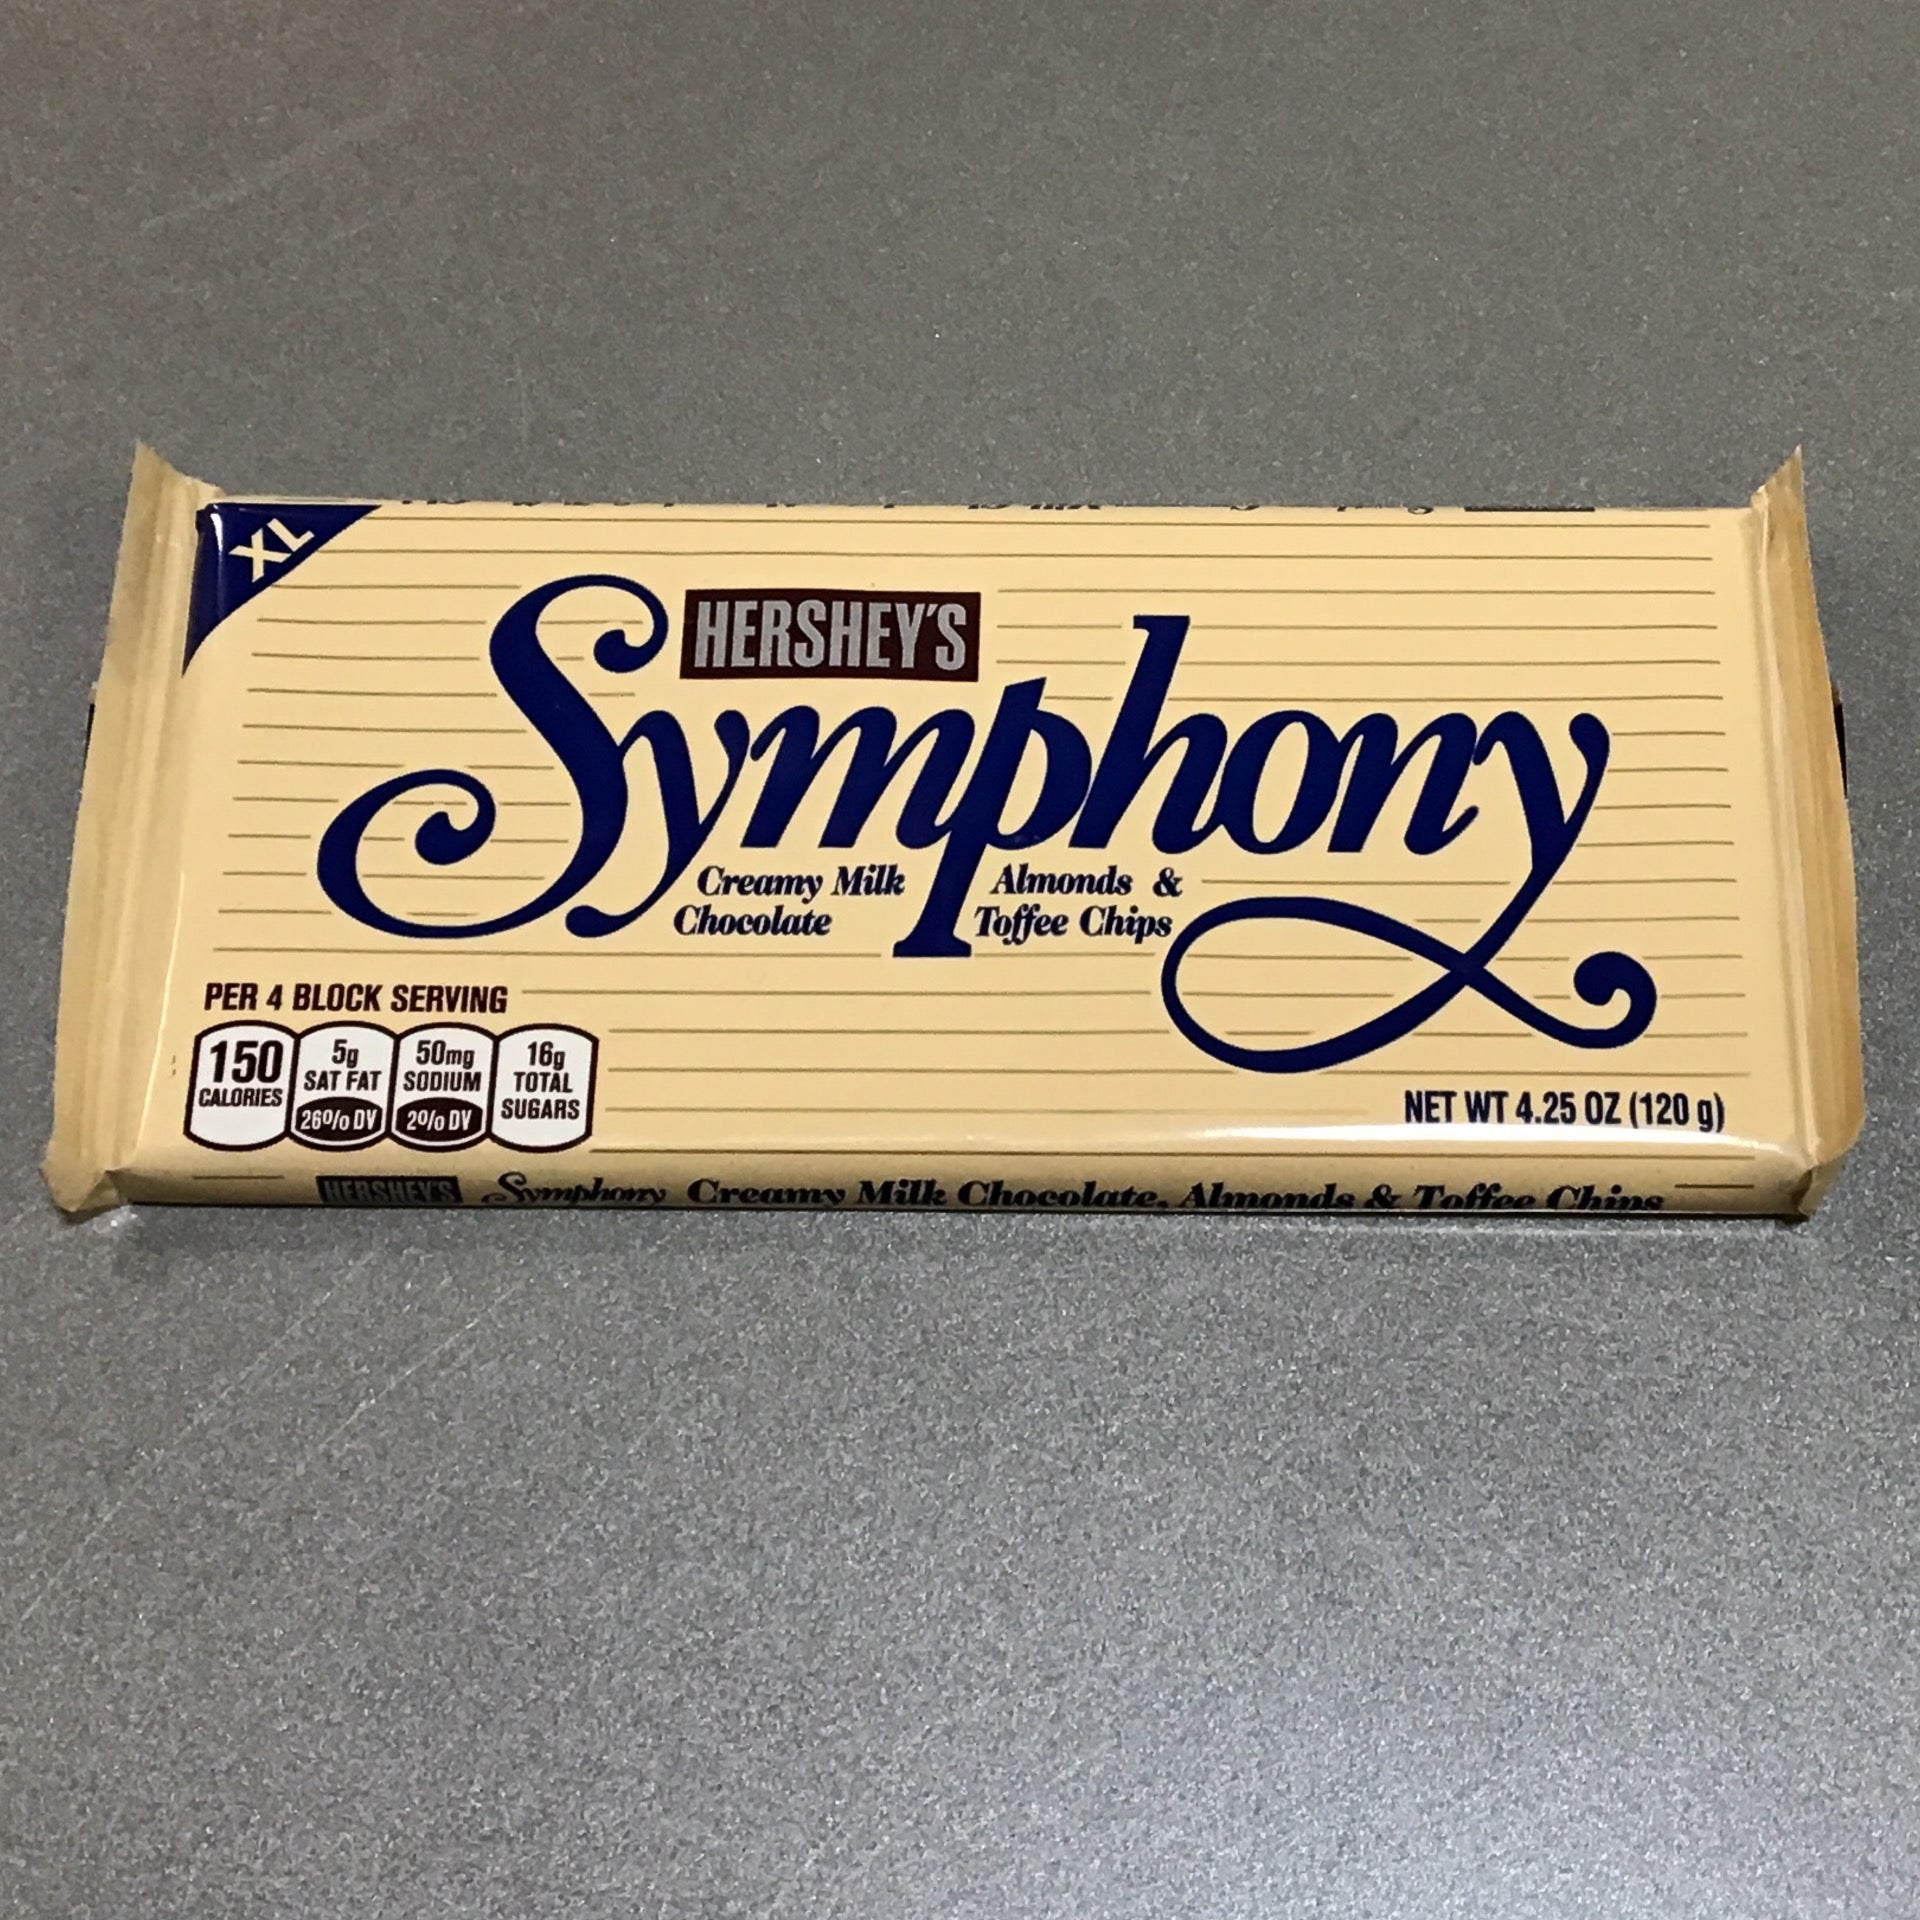 XL
HERSHEY'S
Symphony
Creamy Milk Chocolate
Almonds & Toffee Chips
PER 4 BLOCK SERVING
150 CALORIES
5g SAT FAT 26% DV
50mg SODIUM 2% DV
16g TOTAL SUGARS
NET WT 4.25 OZ (120 g)
HERSHEY'S Symphony Creamy Milk Chocolate, Almonds & Toffee Chips